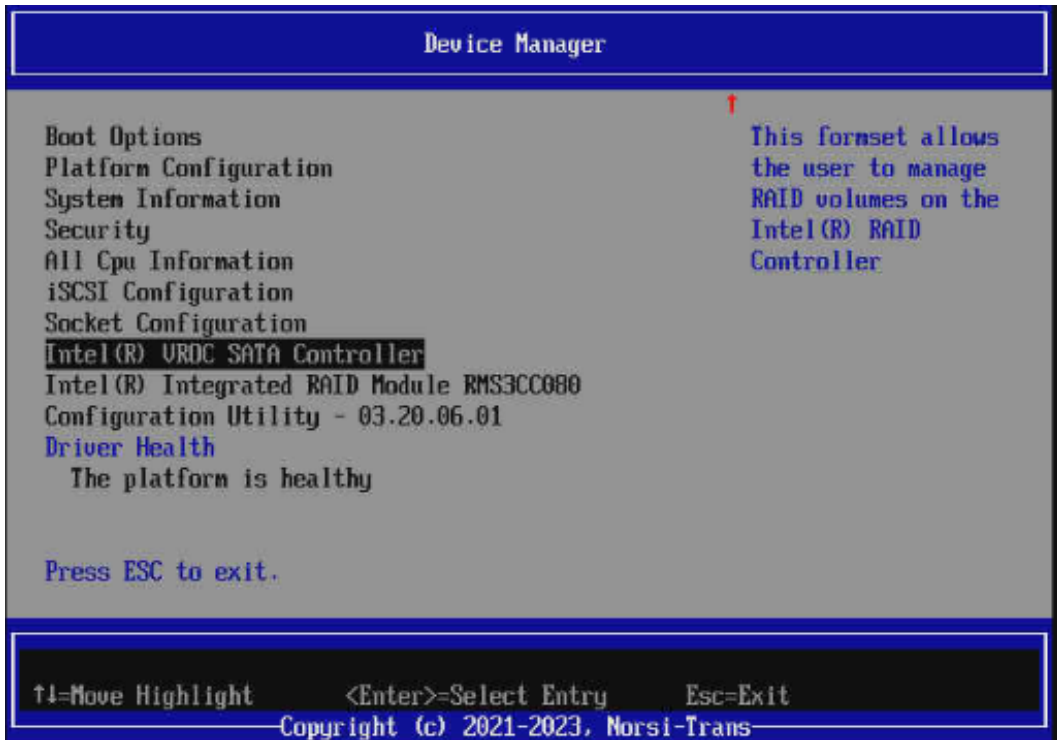 Device Manager
↑
Boot Options
Platform Configuration
System Information
Security
All Cpu Information
iSCSI Configuration
Socket Configuration
Intel(R) VROC SATA Controller
Intel(R) Integrated RAID Module RMS3CC080
Configuration Utility - 03.20.06.01
Driver Health
The platform is healthy
Press ESC to exit.
This formset allows
the user to manage
RAID volumes on the
Intel(R) RAID
Controller
↑↓=Move Highlight <Enter>=Select Entry Esc=Exit
Copyright (c) 2021-2023, Norsi-Trans